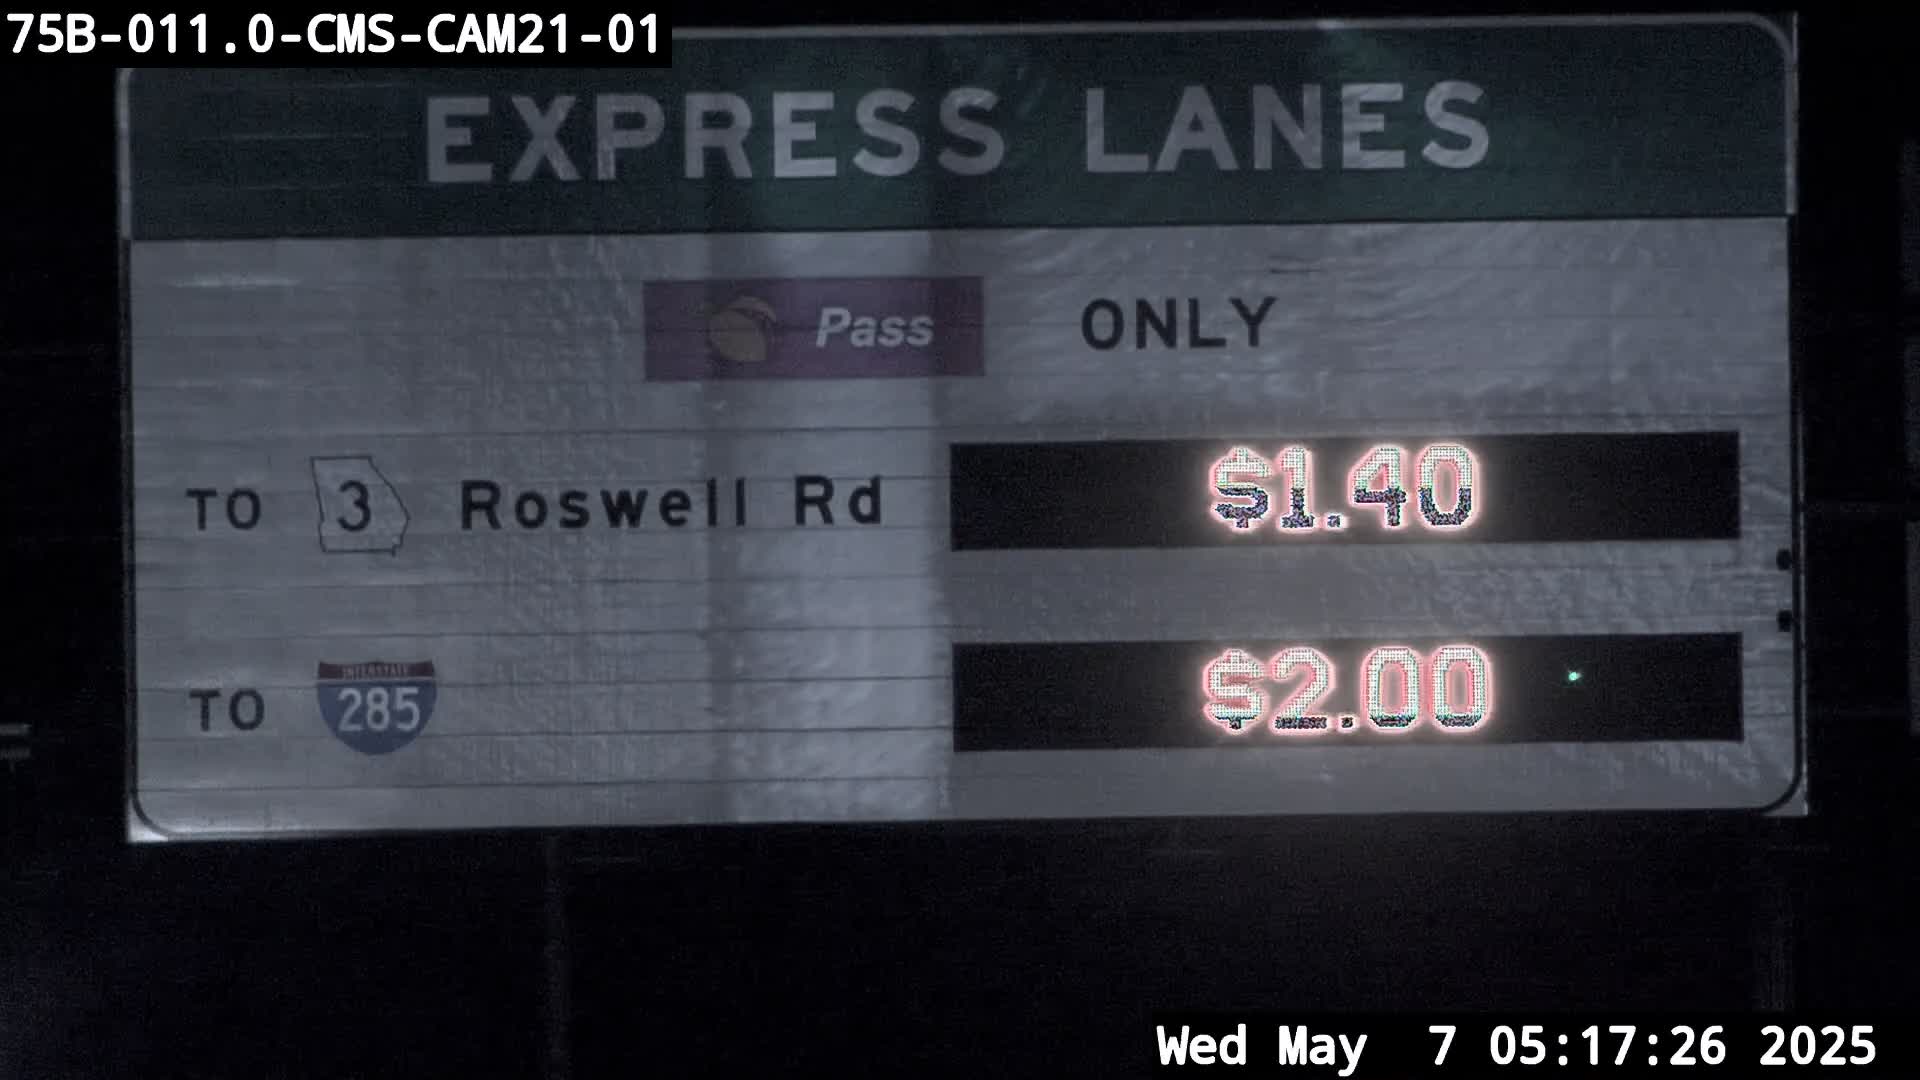 75B-011.0-CMS-CAM21-01
EXPRESS LANES
Pass ONLY
TO 3 Roswell Rd $1.40
INTERSTATE
TO 285 $2.00
Wed May 7 05:17:26 2025